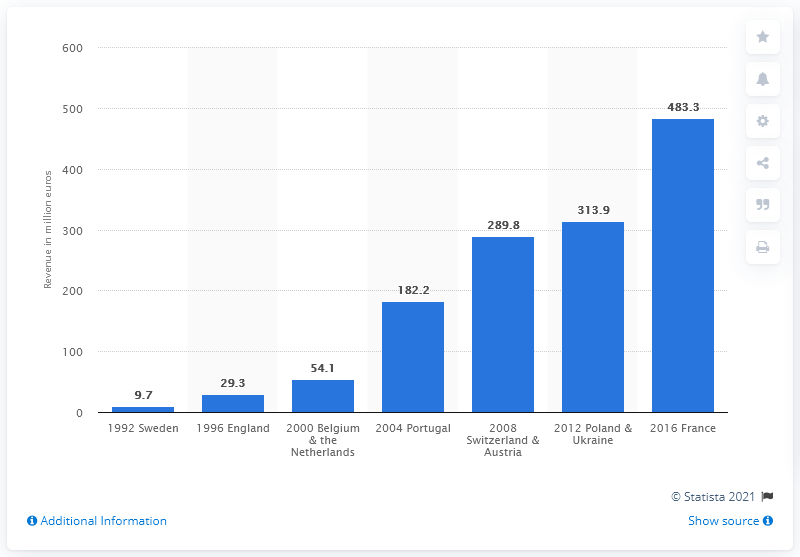 600
500
400
300
200
100
0
Revenue in million euros
9.7
29.3
54.1
182.2
289.8
313.9
483.3
1992 Sweden
1996 England
2000 Belgium
& the
Netherlands
2004 Portugal
2008
Switzerland &
Austria
2012 Poland &
Ukraine
2016 France
© Statista 2021
Additional Information
Show source